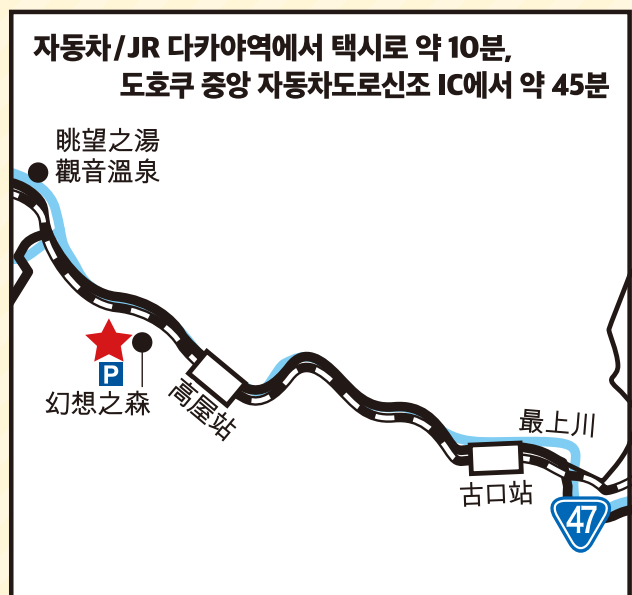 자동차/JR 다카야역에서 택시로 약 10분,
도호쿠 중앙 자동차도로신조 IC에서 약 45분
眺望之湯
觀音溫泉
P
幻想之森
高屋站
最上川
古口站
47